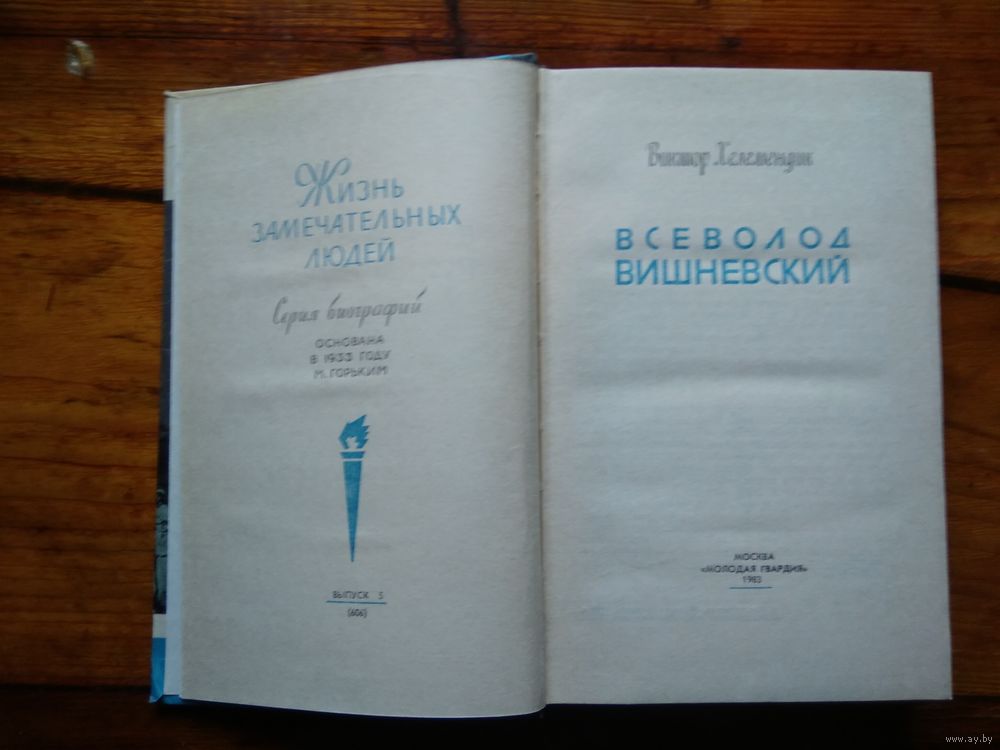 Жизнь
ЗАМЕЧАТЕЛЬНЫХ
ЛЮДЕЙ
Серия биографий
ОСНОВАНА
В 1933 ГОДУ
М. ГОРЬКИМ
ВЫПУСК 5
(606)
Виктор Хелемендик
ВСЕВОЛОД
ВИШНЕВСКИЙ
МОСКВА
«МОЛОДАЯ ГВАРДИЯ»
1983
www.ay.by